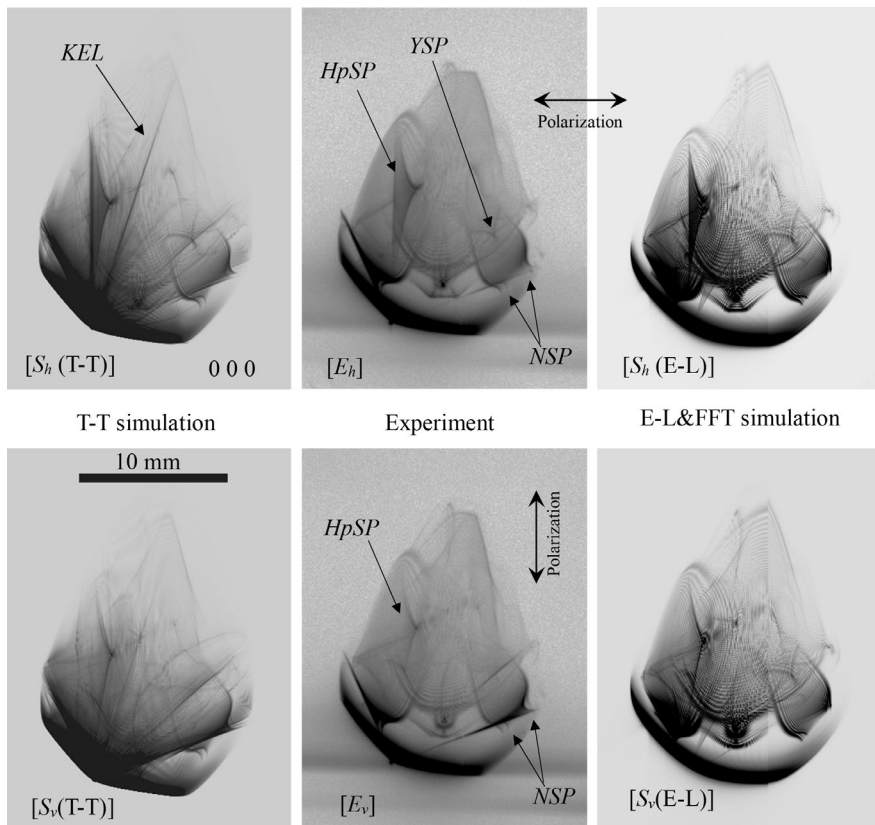 KEL
HpSP
YSP
Polarization
[Sh (T-T)]
0 0 0
[Eh]
NSP
[Sh (E-L)]
T-T simulation
Experiment
E-L&FFT simulation
10 mm
HpSP
Polarization
[Sv(T-T)]
[Ev]
NSP
[Sv(E-L)]